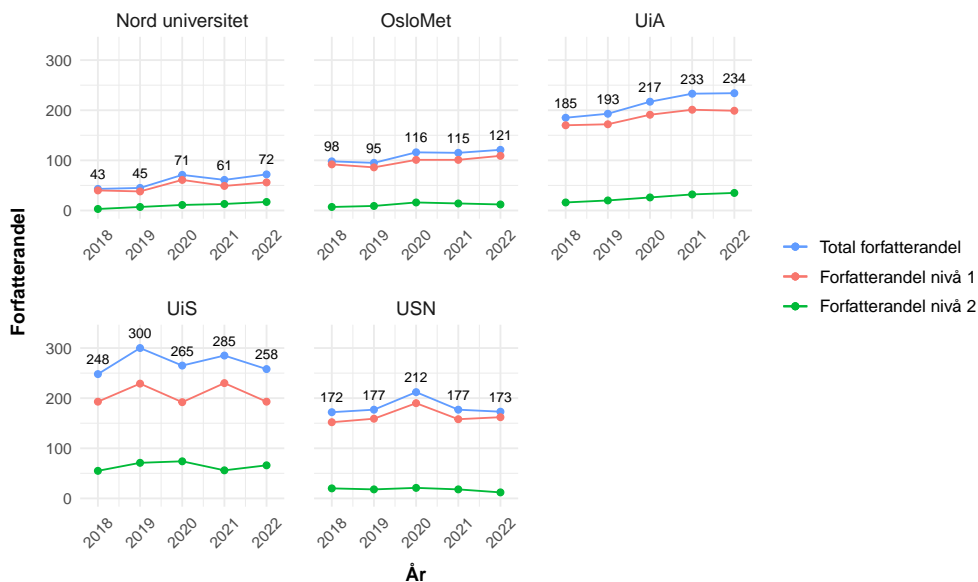 Nord universitet
OsloMet
UiA
300
200
100
0
43 45 71 61 72
98 95 116 115 121
185 193 217 233 234
2018 2019 2020 2021 2022
2018 2019 2020 2021 2022
2018 2019 2020 2021 2022
Forfatterandel
Total forfatterandel
Forfatterandel nivå 1
Forfatterandel nivå 2
UiS
USN
300
200
100
0
248 300 265 285 258
172 177 212 177 173
2018 2019 2020 2021 2022
2018 2019 2020 2021 2022
År